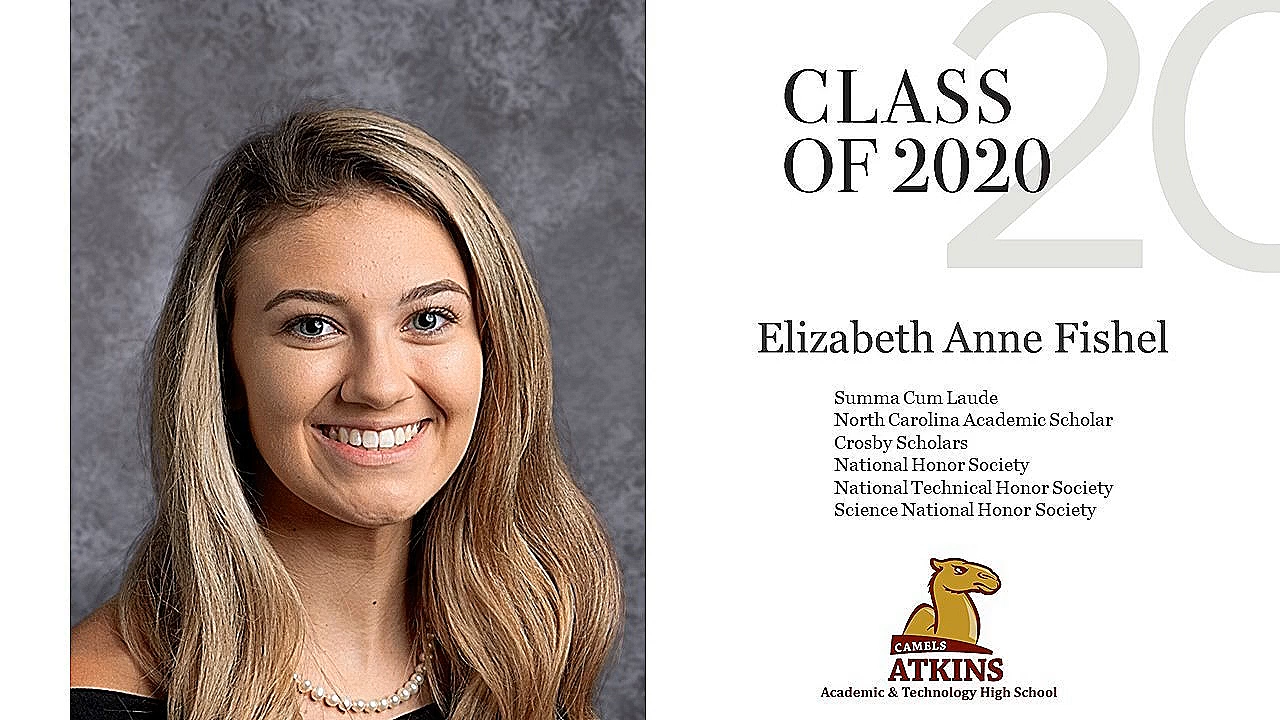 20
CLASS
OF 2020
Elizabeth Anne Fishel
Summa Cum Laude
North Carolina Academic Scholar
Crosby Scholars
National Honor Society
National Technical Honor Society
Science National Honor Society
CAMELS
ATKINS
Academic & Technology High School